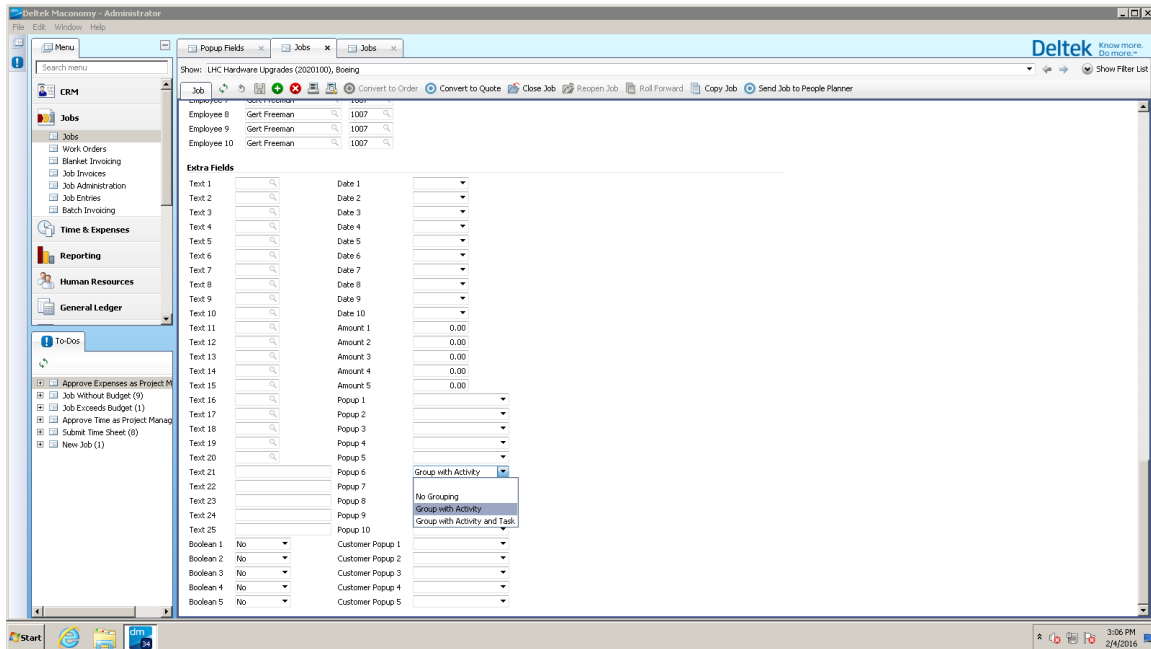 Deltek Maconomy - Administrator
File Edit Window Help
Menu
Popup Fields
Jobs
Jobs
Deltek Know more. Do more.™
Search menu
Show: LHC Hardware Upgrades (2020100), Boeing
Show Filter List
Job Convert to Order Convert to Quote Close Job Reopen Job Roll Forward Copy Job Send Job to People Planner
CRM
Jobs
Jobs
Work Orders
Blanket Invoicing
Job Invoices
Job Administration
Job Entries
Batch Invoicing
Time & Expenses
Reporting
Human Resources
General Ledger
To-Dos
Approve Expenses as Project M
Job Without Budget (9)
Job Exceeds Budget (1)
Approve Time as Project Manag
Submit Time Sheet (8)
New Job (1)
Employee 7 Gert Freeman 1007
Employee 8 Gert Freeman 1007
Employee 9 Gert Freeman 1007
Employee 10 Gert Freeman 1007
Extra Fields
Text 1 Date 1
Text 2 Date 2
Text 3 Date 3
Text 4 Date 4
Text 5 Date 5
Text 6 Date 6
Text 7 Date 7
Text 8 Date 8
Text 9 Date 9
Text 10 Date 10
Text 11 Amount 1 0.00
Text 12 Amount 2 0.00
Text 13 Amount 3 0.00
Text 14 Amount 4 0.00
Text 15 Amount 5 0.00
Text 16 Popup 1
Text 17 Popup 2
Text 18 Popup 3
Text 19 Popup 4
Text 20 Popup 5
Text 21 Popup 6 Group with Activity
Text 22 Popup 7
Text 23 Popup 8 No Grouping
Text 24 Popup 9 Group with Activity
Text 25 Popup 10 Group with Activity and Task
Boolean 1 No Customer Popup 1
Boolean 2 No Customer Popup 2
Boolean 3 No Customer Popup 3
Boolean 4 No Customer Popup 4
Boolean 5 No Customer Popup 5
Start
dm
34
3:06 PM
2/4/2016